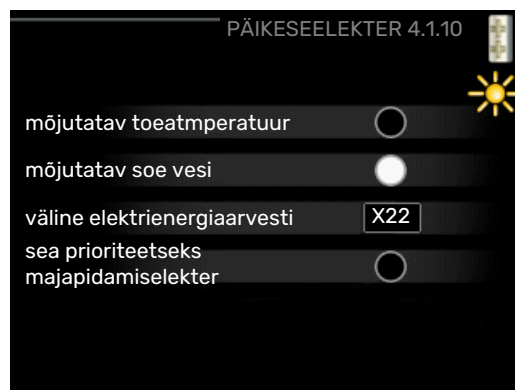 PÄIKESEELEKTER 4.1.10
mõjutatav toeatmperatuur
mõjutatav soe vesi
väline elektrienergiaarvesti X22
sea prioriteetseks
majapidamiselekter